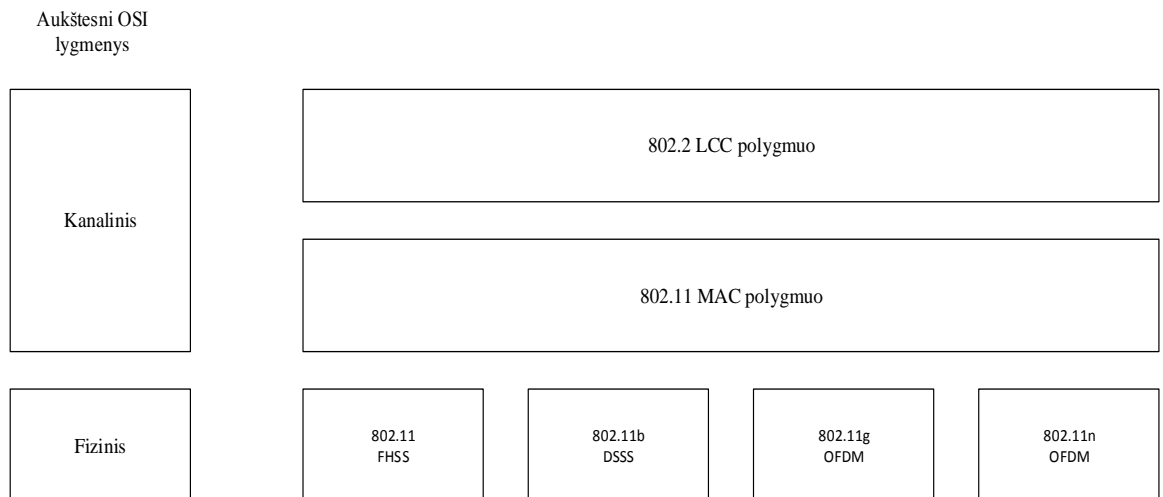 Aukštesni OSI
lygmenys
802.2 LCC polygmuo
Kanalinis
802.11 MAC polygmuo
Fizinis
802.11
FHSS
802.11b
DSSS
802.11g
OFDM
802.11n
OFDM